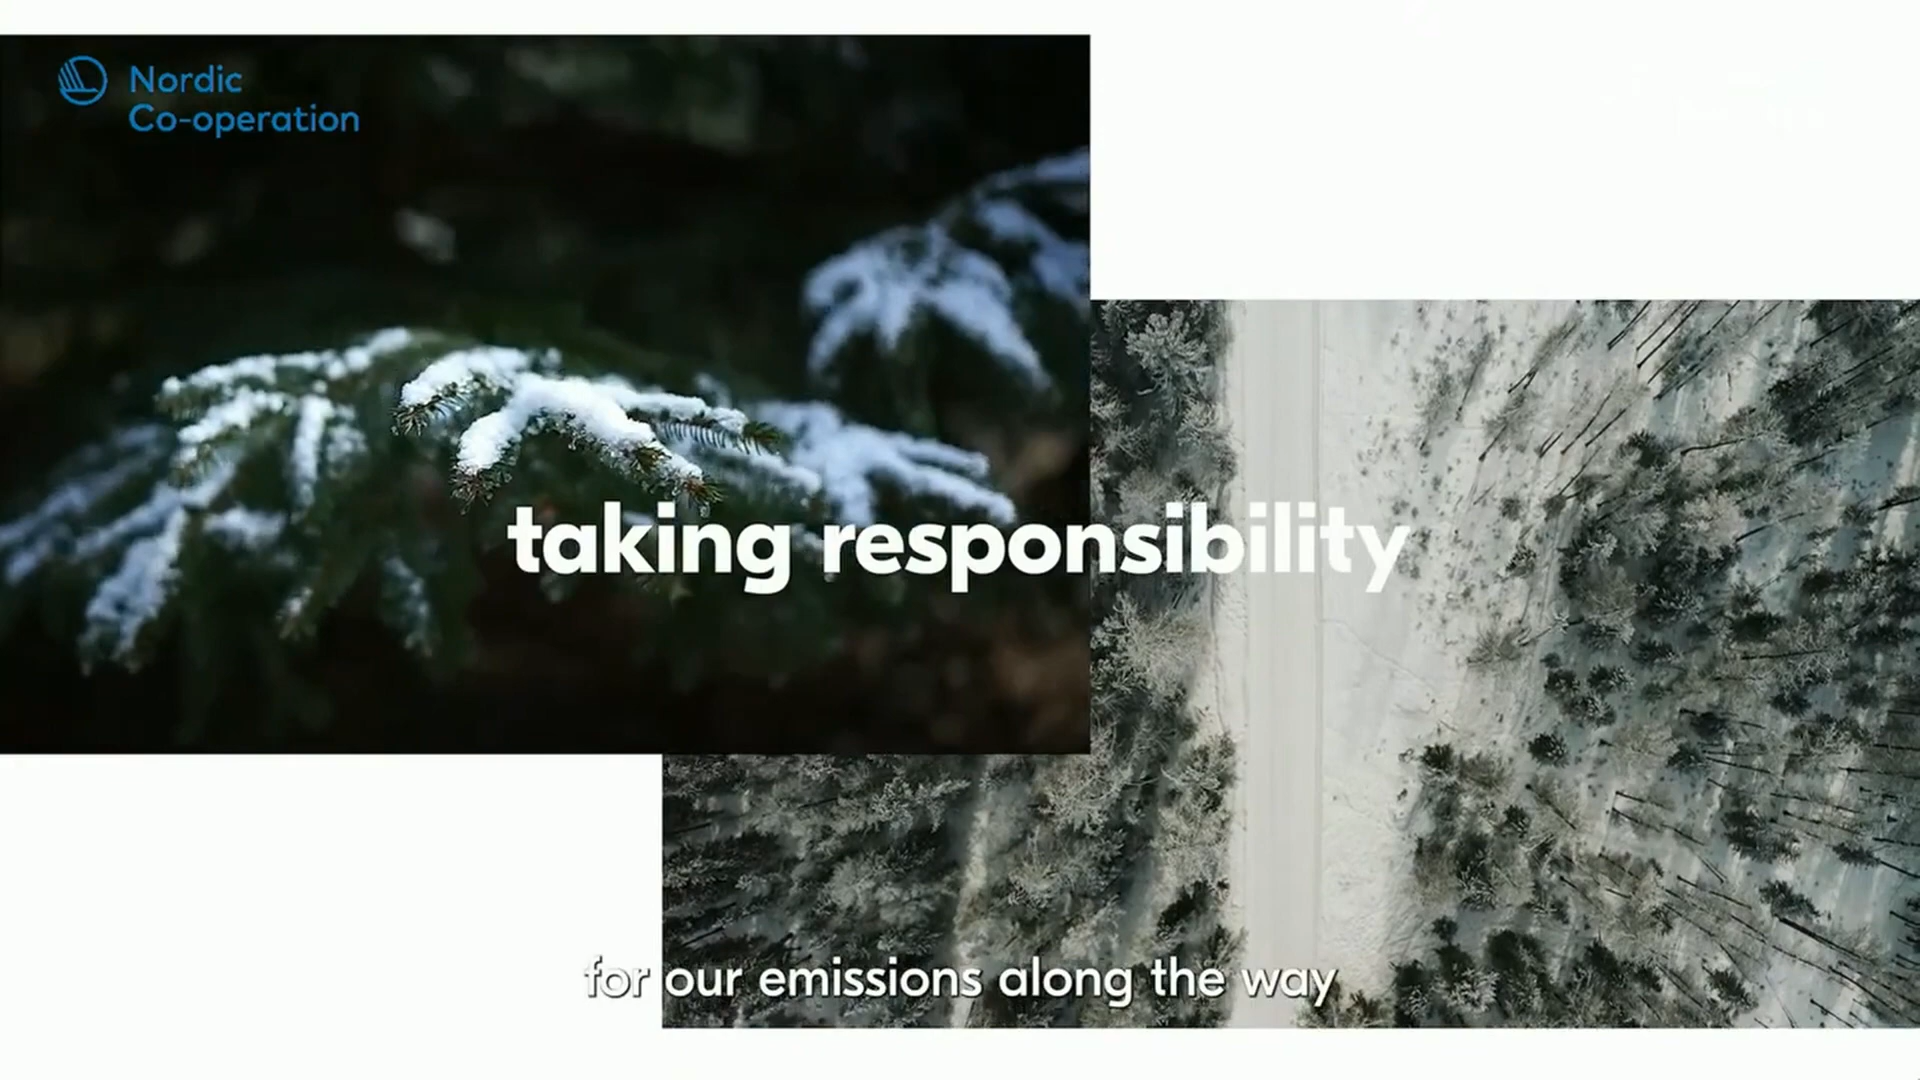 Nordic
Co-operation
taking responsibility
for our emissions along the way